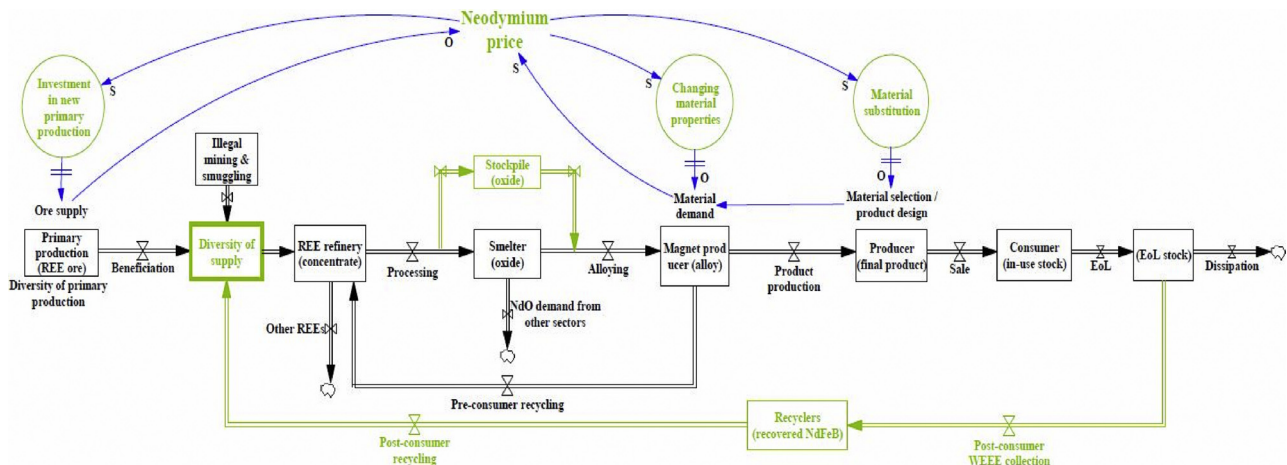 Neodymium
price
O
S
S
S
S
Investment
in new
primary
production
Changing
material
properties
Material
substitution
Illegal
mining &
smuggling
Stockpile
(oxide)
O
O
Ore supply
Material
demand
Material selection /
product design
Primary
production
(REE ore)
Beneficiation
Diversity of
supply
REE refinery
(concentrate)
Processing
Smelter
(oxide)
Alloying
Magnet prod
ucer (alloy)
Product
production
Producer
(final product)
Sale
Consumer
(in-use stock)
EoL
(EoL stock)
Dissipation
Diversity of primary
production
Other REEs
NdO demand from
other sectors
Pre-consumer recycling
Recyclers
(recovered NdFeB)
Post-consumer
recycling
Post-consumer
WEEE collection